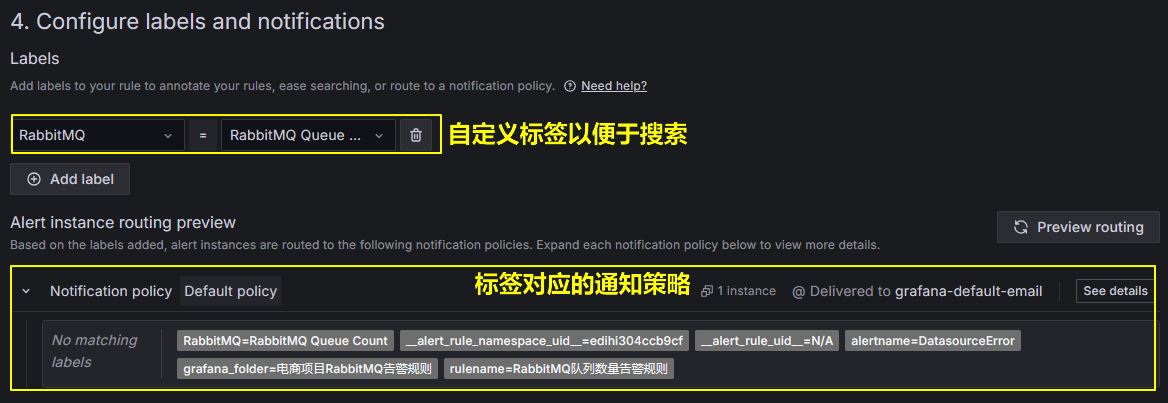 4. Configure labels and notifications
Labels
Add labels to your rule to annotate your rules, ease searching, or route to a notification policy. Need help?
RabbitMQ = RabbitMQ Queue ... 自定义标签以便于搜索
Add label
Alert instance routing preview
Preview routing
Based on the labels added, alert instances are routed to the following notification policies. Expand each notification policy below to view more details.
标签对应的通知策略
Notification policy Default policy 1 instance @ Delivered to grafana-default-email See details
No matching labels
RabbitMQ=RabbitMQ Queue Count __alert_rule_namespace_uid__=edihi304ccb9cf __alert_rule_uid__=N/A alertname=DatasourceError
grafana_folder=电商项目RabbitMQ告警规则 rulename=RabbitMQ队列数量告警规则